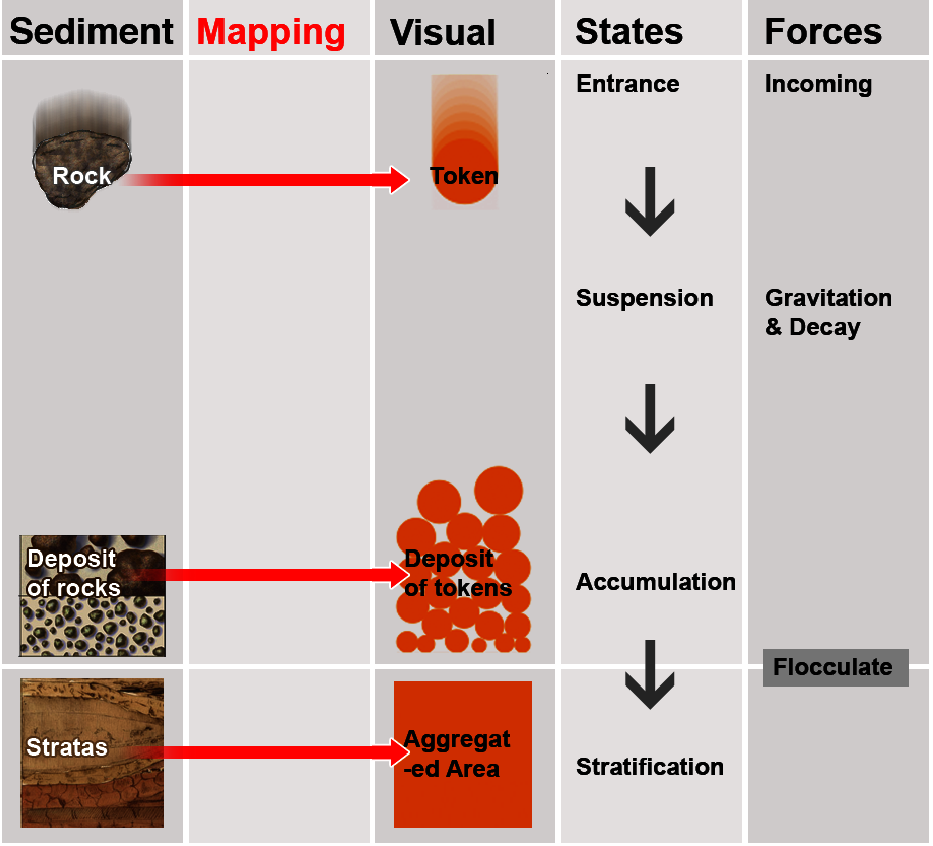 Sediment Mapping Visual States Forces
Entrance Incoming
Rock Token
Suspension Gravitation
& Decay
Deposit
of rocks
Deposit
of tokens
Accumulation
Flocculate
Stratas
Aggregat
-ed Area
Stratification